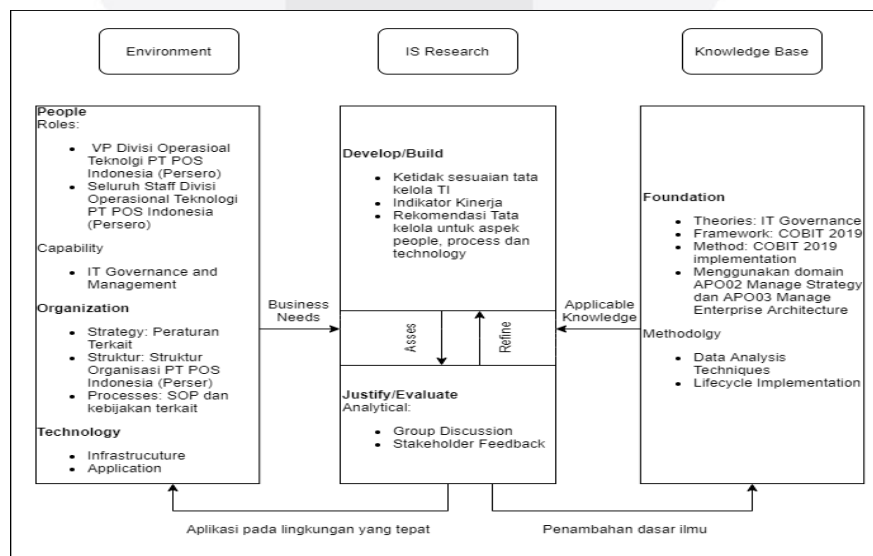 Environment
IS Research
Knowledge Base
People
Roles:
VP Divisi Operasioal
Teknolgi PT POS
Indonesia (Persero)
Seluruh Staff Divisi
Operasional Teknologi
PT POS Indonesia
(Persero)
Capability
IT Governance and
Management
Organization
Strategy: Peraturan
Terkait
Struktur: Struktur
Organisasi PT POS
Indonesia (Perser)
Processes: SOP dan
kebijakan terkait
Technology
Infrastrucuture
Application
Business
Needs
Develop/Build
Ketidak sesuaian tata
kelola TI
Indikator Kinerja
Rekomendasi Tata
kelola untuk aspek
people, process dan
technology
Asses
Refine
Justify/Evaluate
Analytical:
Group Discussion
Stakeholder Feedback
Applicable
Knowledge
Foundation
Theories: IT Governance
Framework: COBIT 2019
Method: COBIT 2019
implementation
Menggunakan domain
APO02 Manage Strategy
dan APO03 Manage
Enterprise Architecture
Methodolgy
Data Analysis
Techniques
Lifecycle Implementation
Aplikasi pada lingkungan yang tepat
Penambahan dasar ilmu